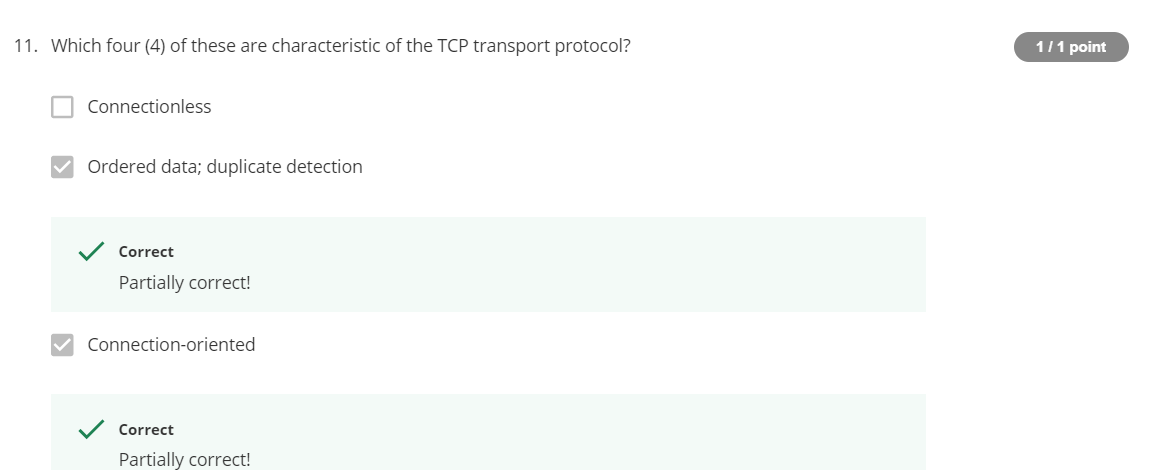 11. Which four (4) of these are characteristic of the TCP transport protocol?
1 / 1 point
Connectionless
Ordered data; duplicate detection
Correct
Partially correct!
Connection-oriented
Correct
Partially correct!